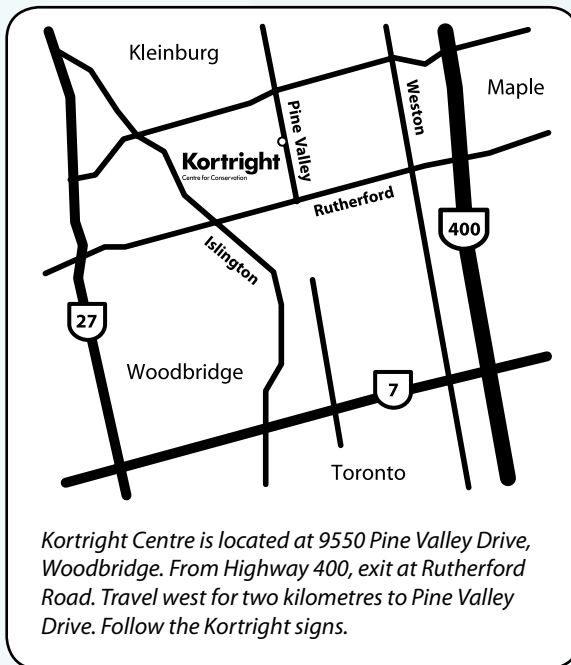 Kleinburg
Maple
Pine Valley
Weston
Kortright
Centre for Conservation
Rutherford
400
Islington
27
Woodbridge
7
Toronto
Kortright Centre is located at 9550 Pine Valley Drive,
Woodbridge. From Highway 400, exit at Rutherford
Road. Travel west for two kilometres to Pine Valley
Drive. Follow the Kortright signs.